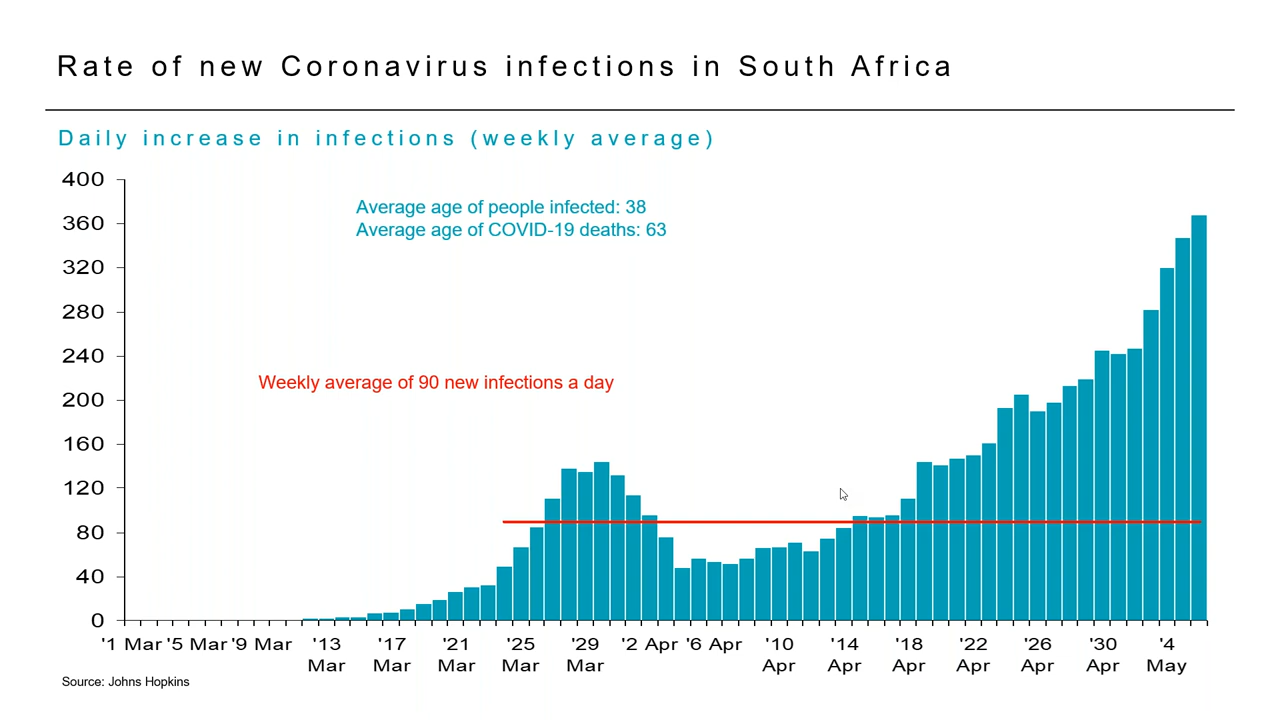 Rate of new Coronavirus infections in South Africa
Daily increase in infections (weekly average)
400
360
320
280
240
200
160
120
80
40
0
Average age of people infected: 38
Average age of COVID-19 deaths: 63
Weekly average of 90 new infections a day
'1 Mar '5 Mar '9 Mar '13 Mar '17 Mar '21 Mar '25 Mar '29 Mar '2 Apr '6 Apr '10 Apr '14 Apr '18 Apr '22 Apr '26 Apr '30 Apr '4 May
Source: Johns Hopkins